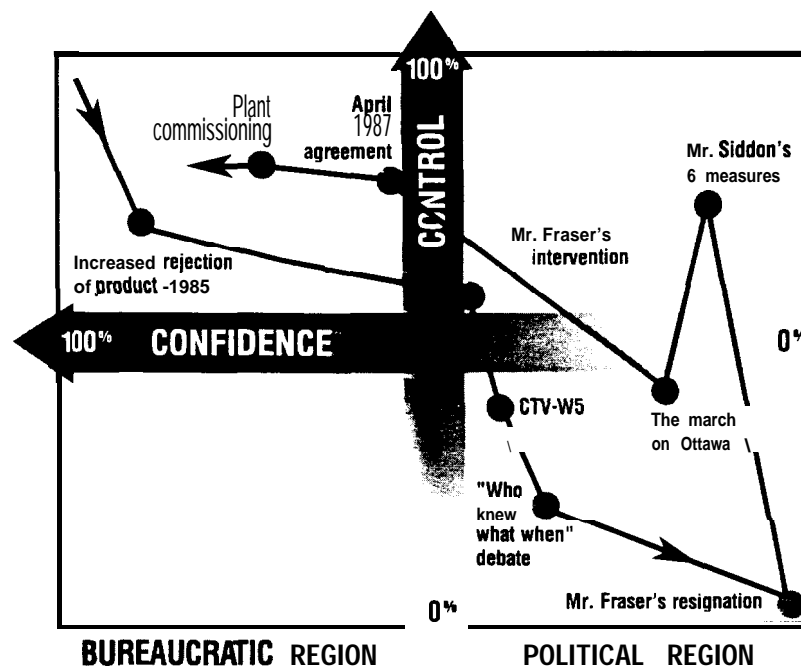 100%
Plant
commissioning
April
1987
agreement
CONTROL
Mr. Siddon's
6 measures
Mr. Fraser's
intervention
Increased rejection
of product -1985
100% CONFIDENCE
0%
CTV-W5
The march
on Ottawa
"Who
knew
what when"
debate
0%
Mr. Fraser's resignation
BUREAUCRATIC REGION
POLITICAL REGION